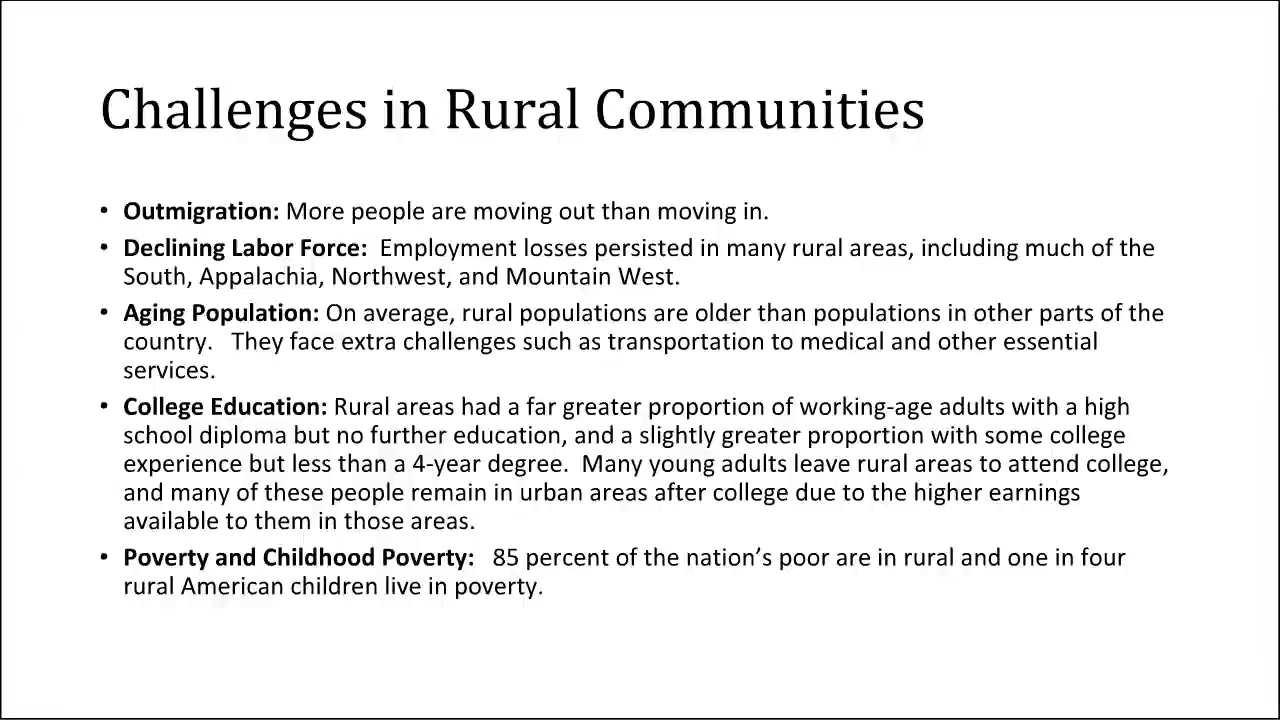 Challenges in Rural Communities
• Outmigration: More people are moving out than moving in.
• Declining Labor Force:  Employment losses persisted in many rural areas, including much of the
South, Appalachia, Northwest, and Mountain West.
• Aging Population: On average, rural populations are older than populations in other parts of the
country.   They face extra challenges such as transportation to medical and other essential
services.
• College Education: Rural areas had a far greater proportion of working-age adults with a high
school diploma but no further education, and a slightly greater proportion with some college
experience but less than a 4-year degree.  Many young adults leave rural areas to attend college,
and many of these people remain in urban areas after college due to the higher earnings
available to them in those areas.
• Poverty and Childhood Poverty:   85 percent of the nation’s poor are in rural and one in four
rural American children live in poverty.